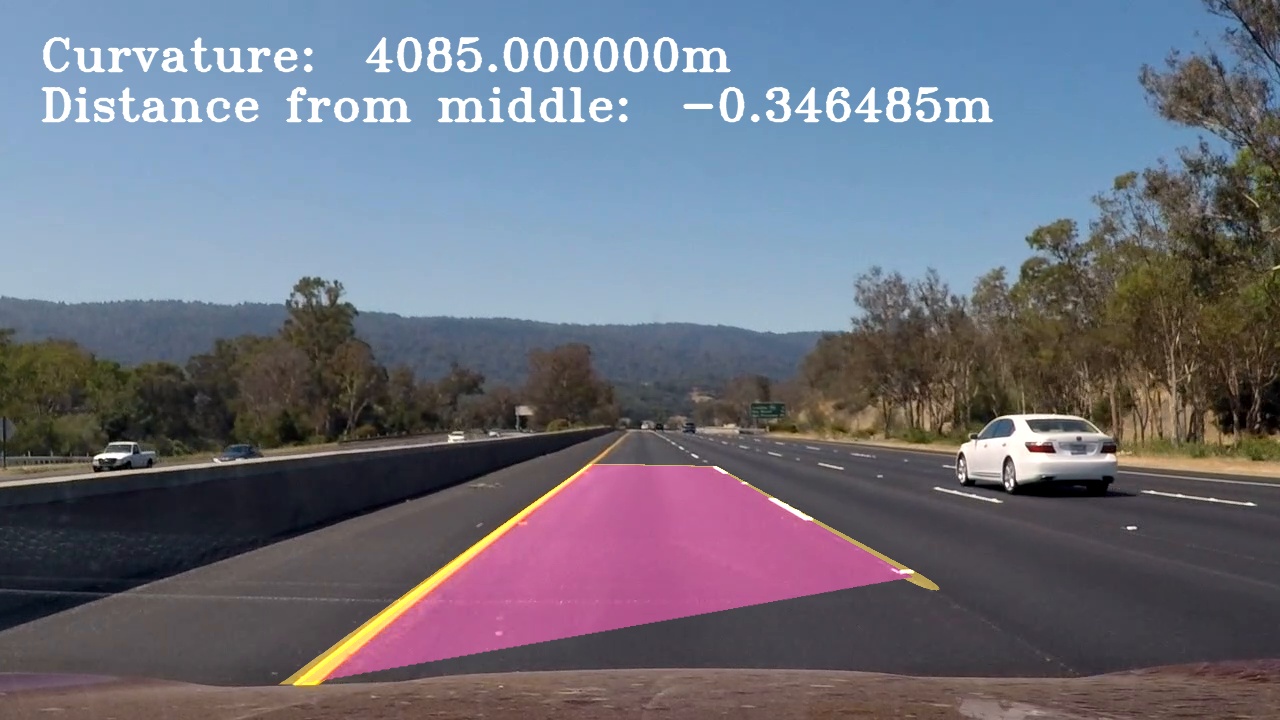 Curvature:  4085.000000m
Distance from middle:  −0.346485m